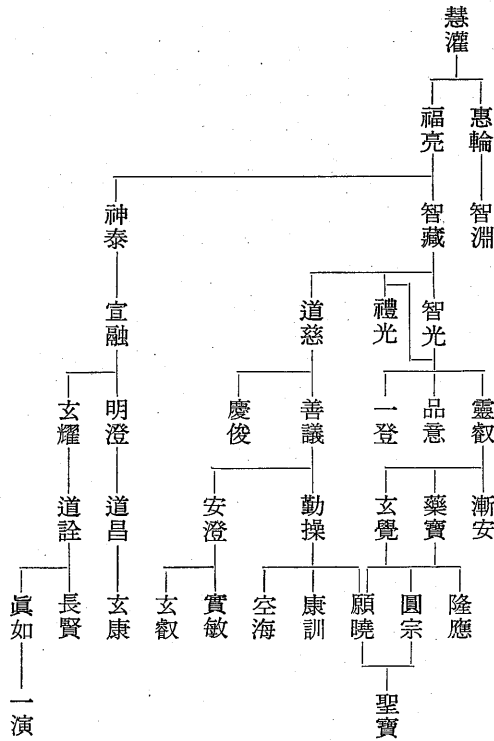 慧灌
惠輪
福亮
智淵
智藏
神泰
智光
禮光
道慈
宣融
靈叡
品意
一登
善議
慶俊
明澄
玄耀
漸安
藥寶
玄覺
勤操
安澄
道昌
道詮
隆應
圓宗
願曉
康訓
空海
實敏
玄叡
玄康
長賢
眞如
聖寶
一演